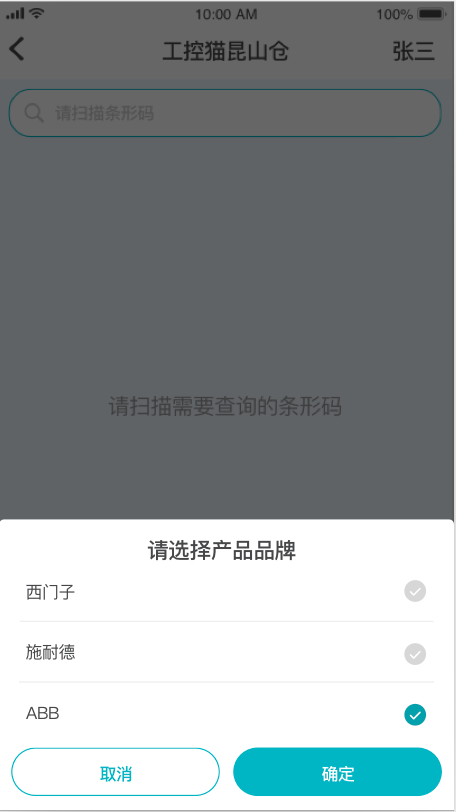 10:00 AM
100%
工控猫昆山仓
张三
请扫描条形码
请扫描需要查询的条形码
请选择产品品牌
西门子
施耐德
ABB
取消
确定